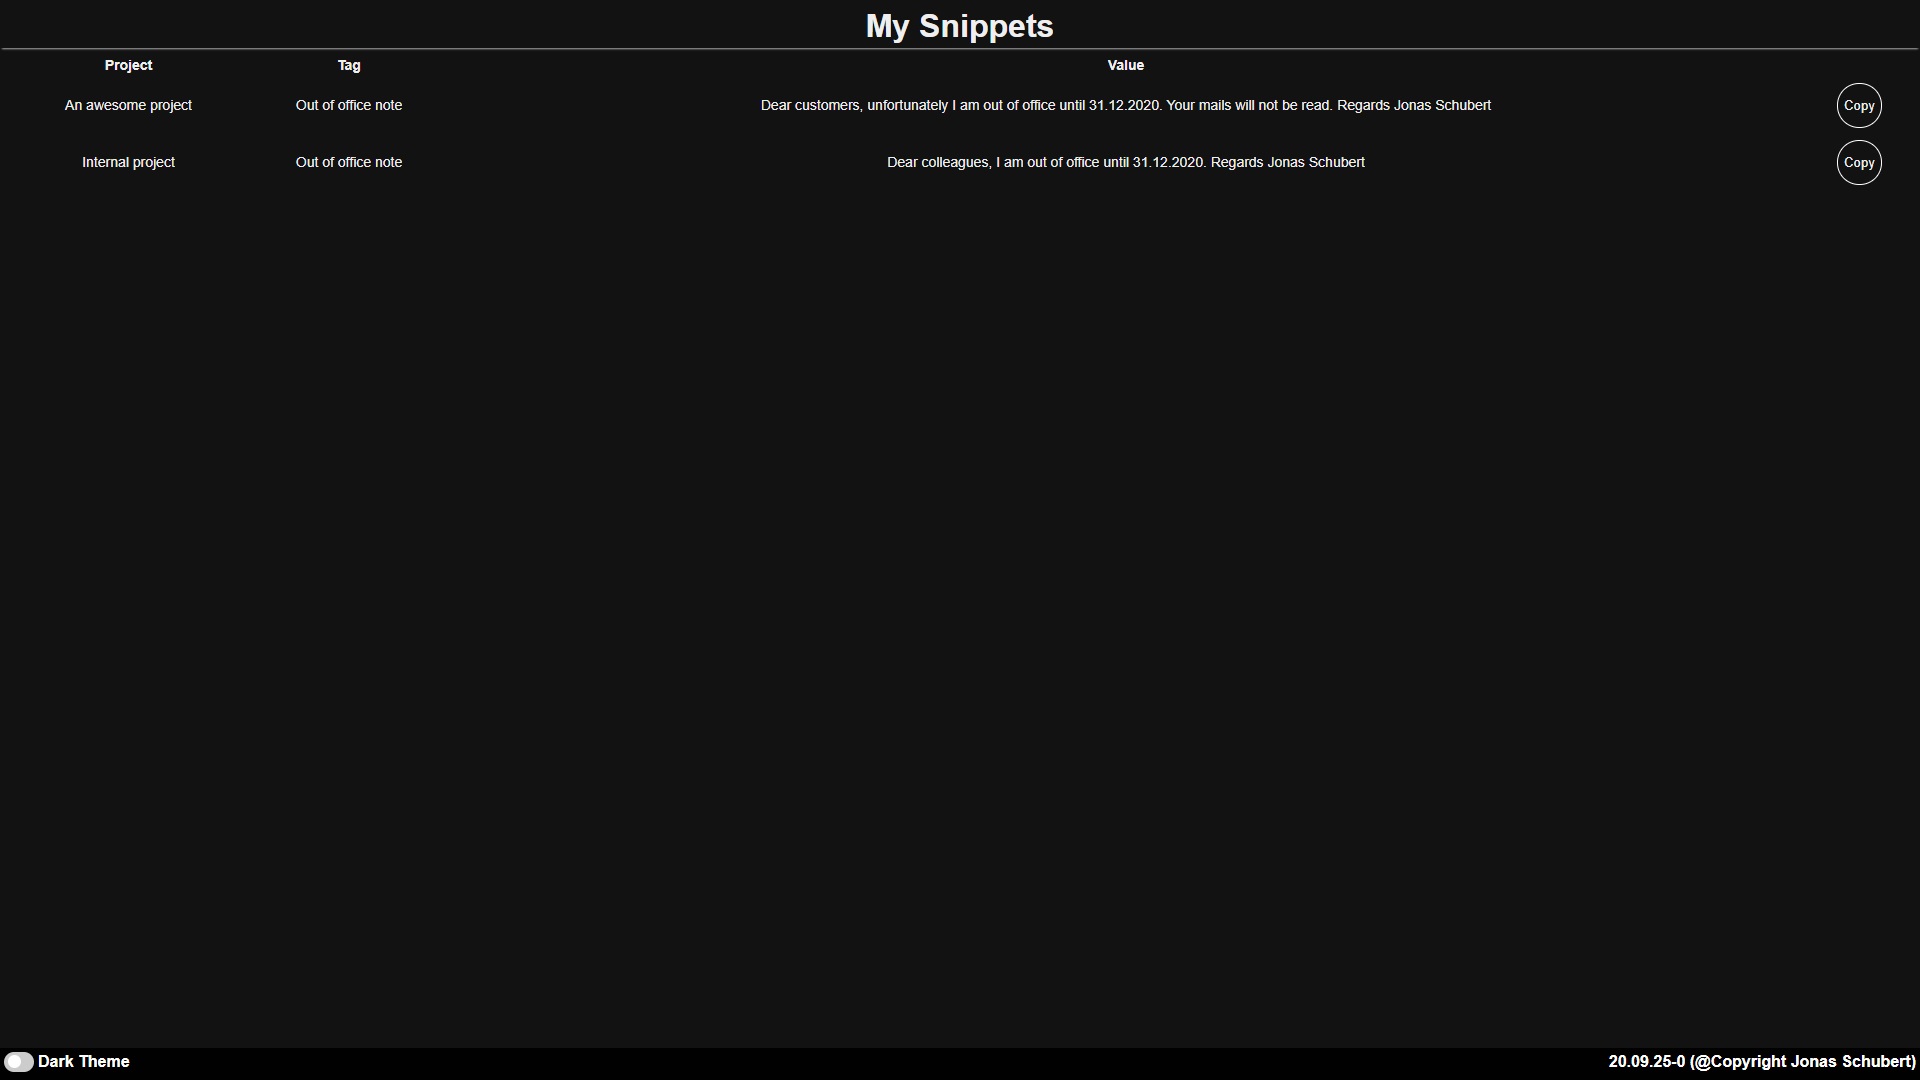 My Snippets
Project Tag Value
An awesome project Out of office note Dear customers, unfortunately I am out of office until 31.12.2020. Your mails will not be read. Regards Jonas Schubert Copy
Internal project Out of office note Dear colleagues, I am out of office until 31.12.2020. Regards Jonas Schubert Copy
Dark Theme 20.09.25-0 (@Copyright Jonas Schubert)